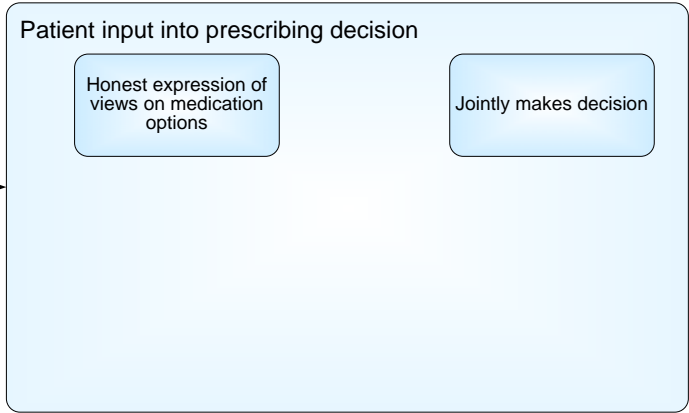 Patient input into prescribing decision
Honest expression of
views on medication
options
Jointly makes decision